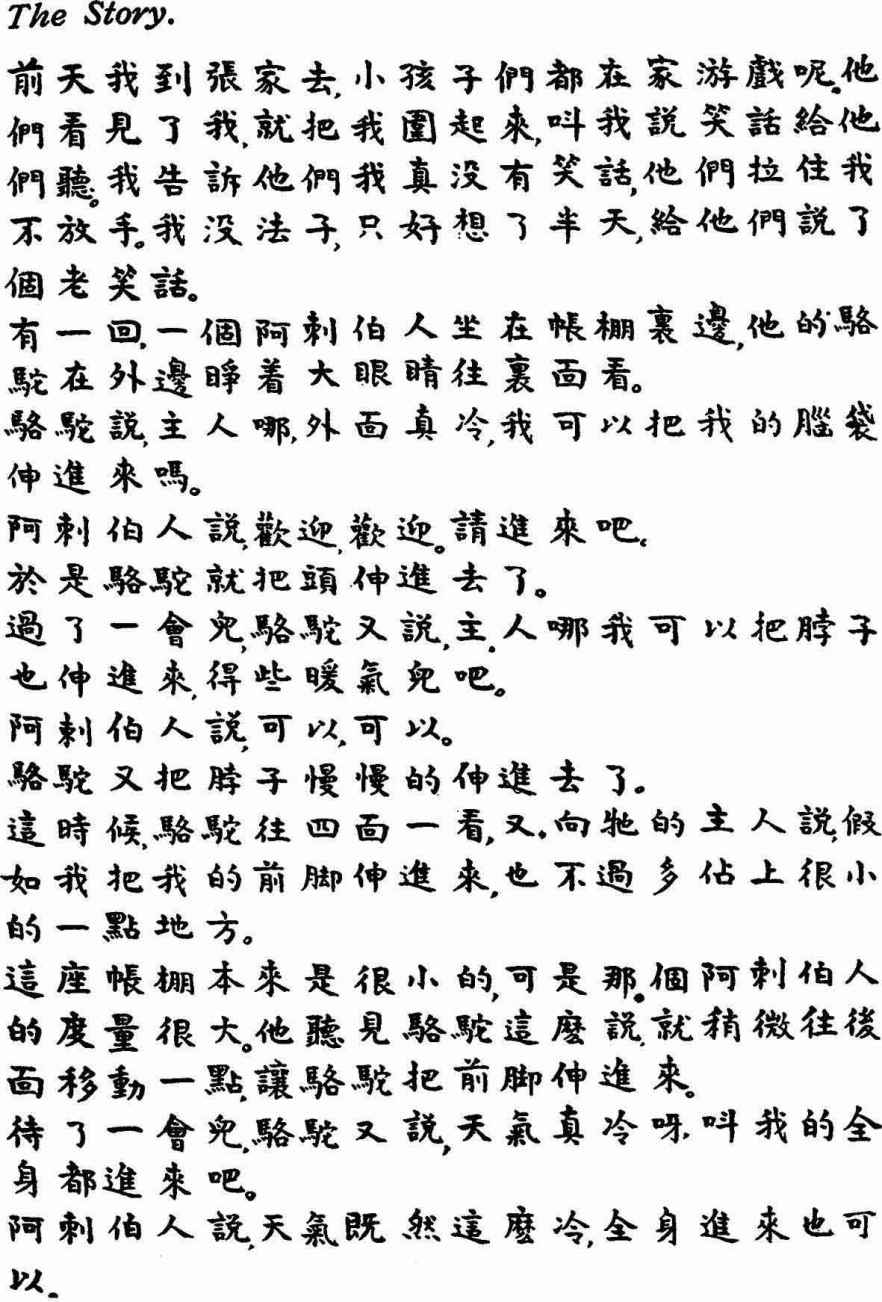 The Story.
前天我到張家去,小孩子們都在家游戲呢。他
們看見了我,就把我圍起來,叫我說笑話給他
們聽。我告訴他們我真没有笑話,他們拉住我
不放手。我没法子,只好想了半天,給他們說了
個老笑話。
有一回,一個阿剌伯人坐在帳棚裏邊,他的駱
駝在外邊睜着大眼睛往裏面看。
駱駝說,主人哪,外面真冷,我可以把我的腦袋
伸進來嗎。
阿剌伯人說,歡迎,歡迎。請進來吧。
於是駱駝就把頭伸進去了。
過了一會兒,駱駝又說,主人哪我可以把脖子
也伸進來,得些暖氣兒吧。
阿剌伯人說,可以,可以。
駱駝又把脖子慢慢的伸進去了。
這時候,駱駝往四面一看,又向牠的主人說,假
如我把我的前脚伸進來,也不過多佔上很小
的一點地方。
這座帳棚本來是很小的,可是那個阿剌伯人
的度量很大。他聽見駱駝這麽說,就稍微往後
面移動一點,讓駱駝把前脚伸進來。
待了一會兒,駱駝又說,天氣真冷呀,叫我的全
身都進來吧。
阿剌伯人說,天氣既然這麽冷,全身進來也可
以。